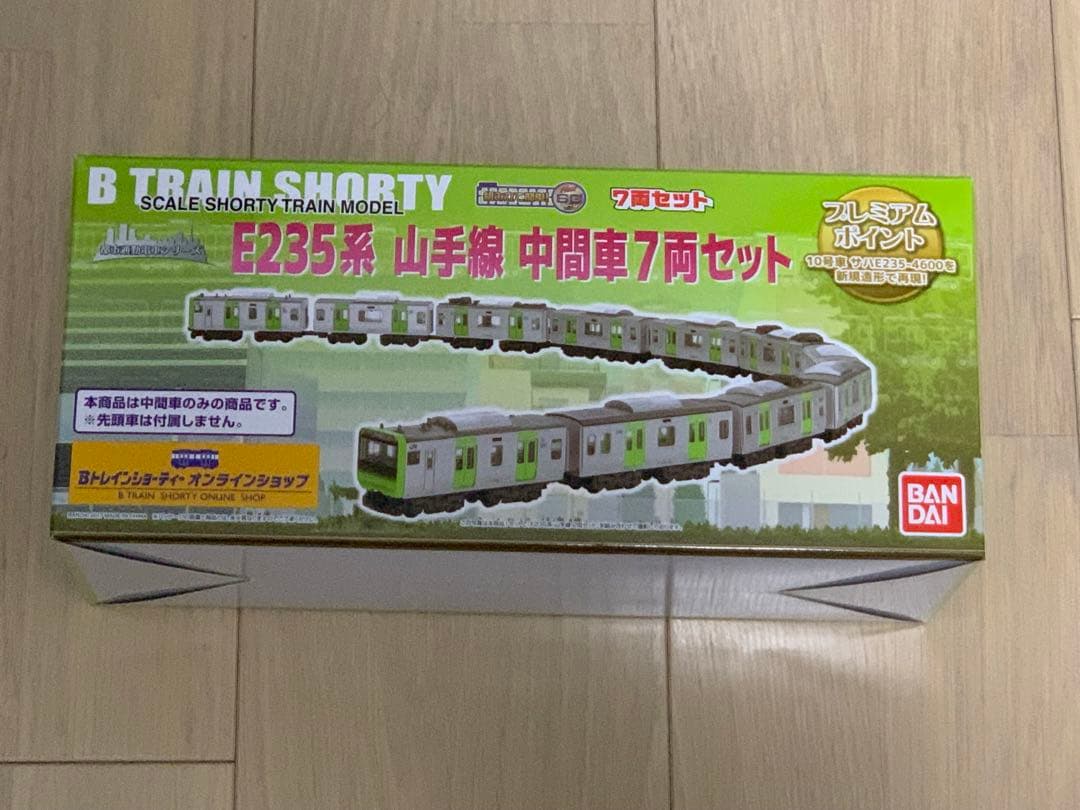 B TRAIN SHORTY
SCALE SHORTY TRAIN MODEL
7両セット
プレミアム
ポイント
10号車 サハE235-4600を
新規造形で再現!
E235系 山手線 中間車7両セット
本商品は中間車のみの商品です。
※先頭車は付属しません。
Bトレインショーティー オンラインショップ
B TRAIN SHORTY ONLINE SHOP
BAN
DAI